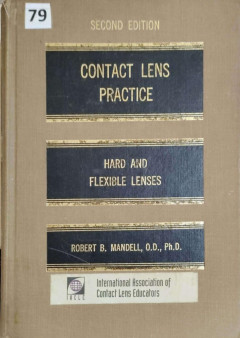 79
SECOND EDITION
CONTACT LENS
PRACTICE
HARD AND
FLEXIBLE LENSES
ROBERT B. MANDELL, O.D., Ph.D.
IACLE
International Association of
Contact Lens Educators